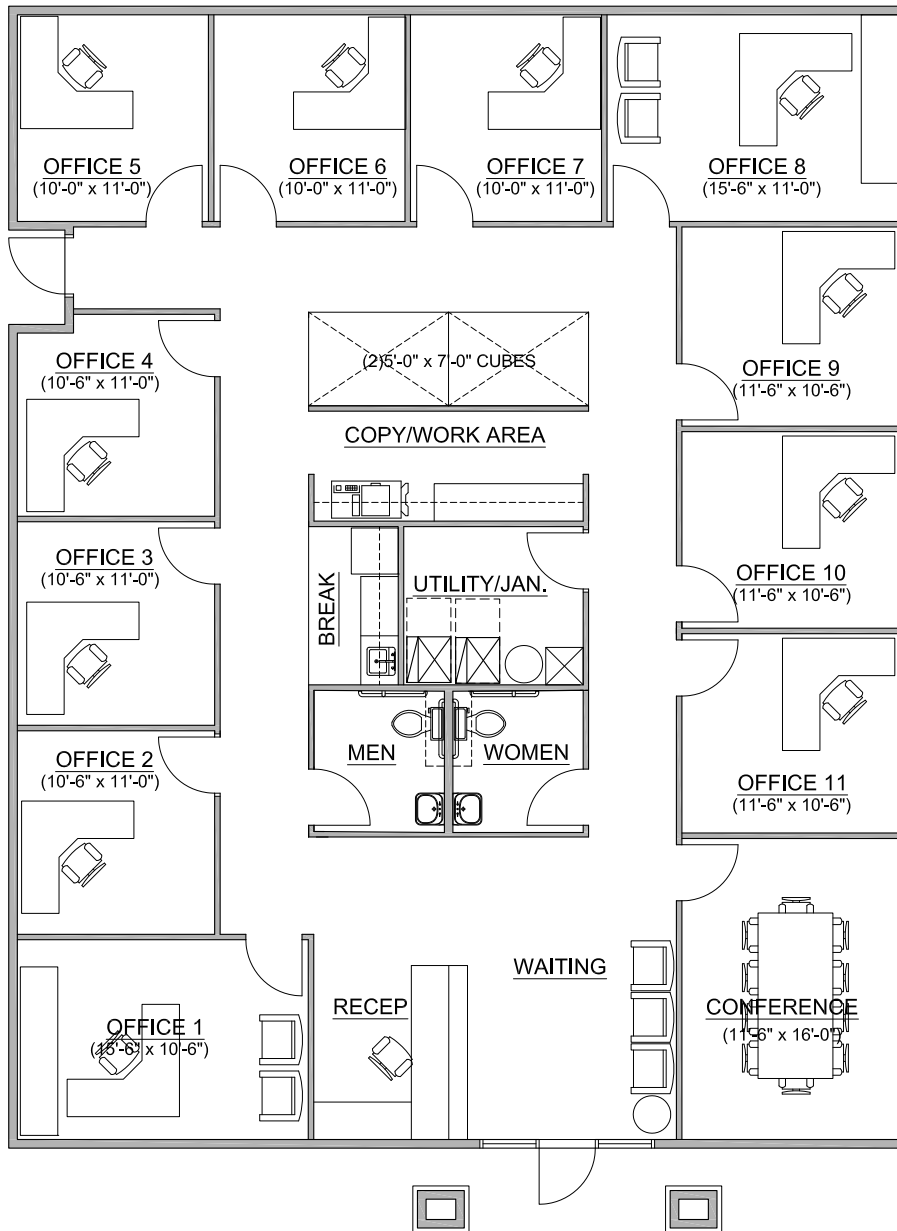 OFFICE 5
(10'-0" x 11'-0")
OFFICE 6
(10'-0" x 11'-0")
OFFICE 7
(10'-0" x 11'-0")
OFFICE 8
(15'-6" x 11'-0")
OFFICE 4
(10'-6" x 11'-0")
(2)5'-0" x 7'-0" CUBES
OFFICE 9
(11'-6" x 10'-6")
COPY/WORK AREA
OFFICE 3
(10'-6" x 11'-0")
BREAK
UTILITY/JAN.
OFFICE 10
(11'-6" x 10'-6")
OFFICE 2
(10'-6" x 11'-0")
MEN
WOMEN
OFFICE 11
(11'-6" x 10'-6")
WAITING
RECEP
CONFERENCE
(11'-6" x 16'-0")
OFFICE 1
(15'-6" x 10'-6")